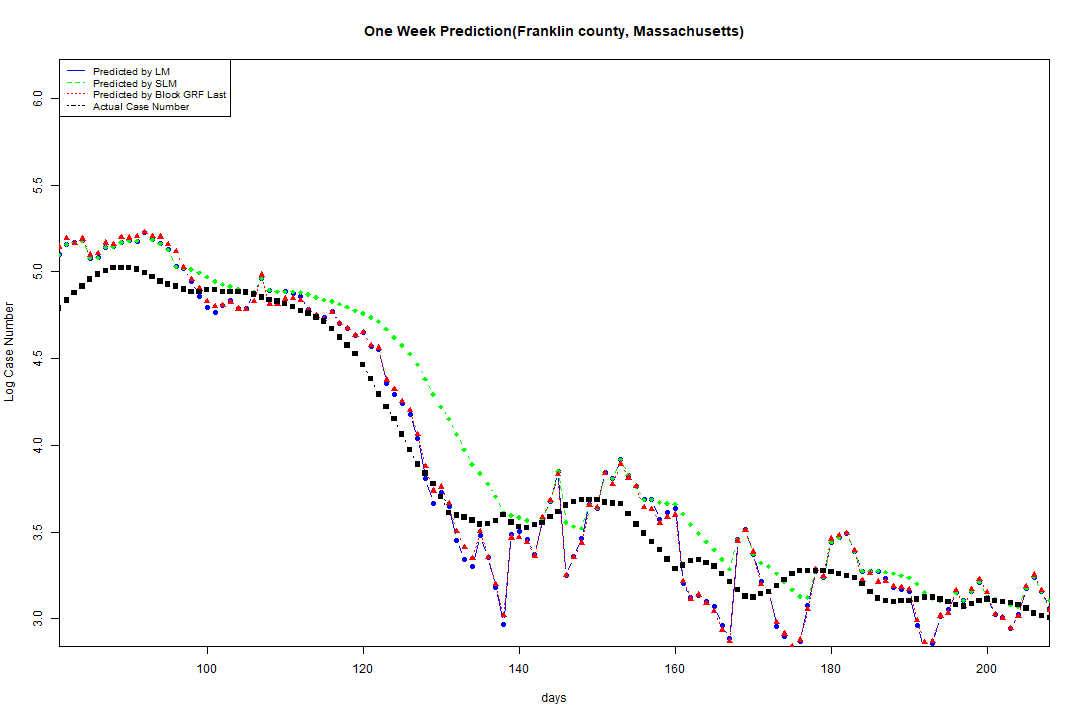 One Week Prediction(Franklin county, Massachusetts)
Predicted by LM
Predicted by SLM
Predicted by Block GRF Last
Actual Case Number
6.0
5.5
5.0
4.5
4.0
3.5
3.0
Log Case Number
100 120 140 160 180 200
days